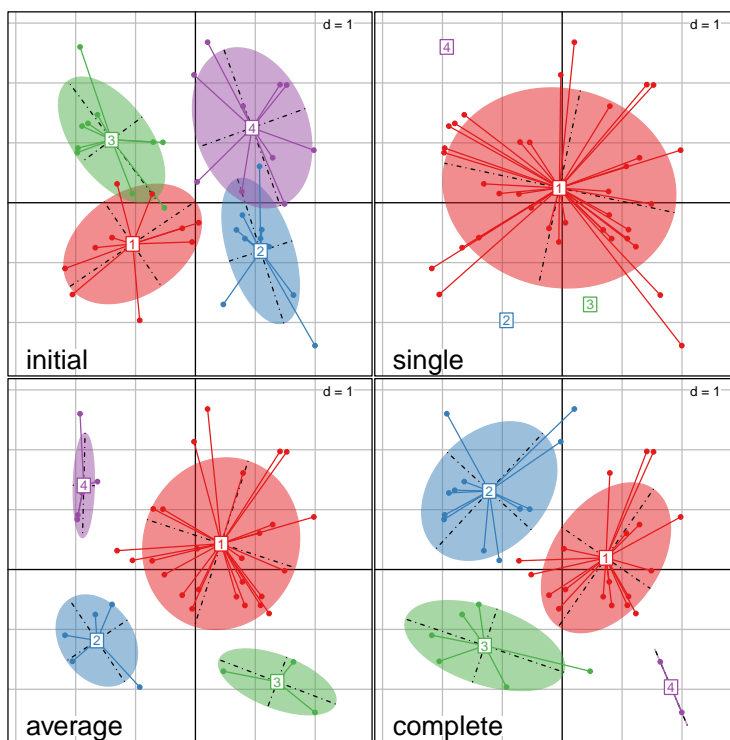 d = 1
3
4
1
2
initial
d = 1
4
1
3
2
single
d = 1
4
1
2
3
average
d = 1
2
1
3
4
complete